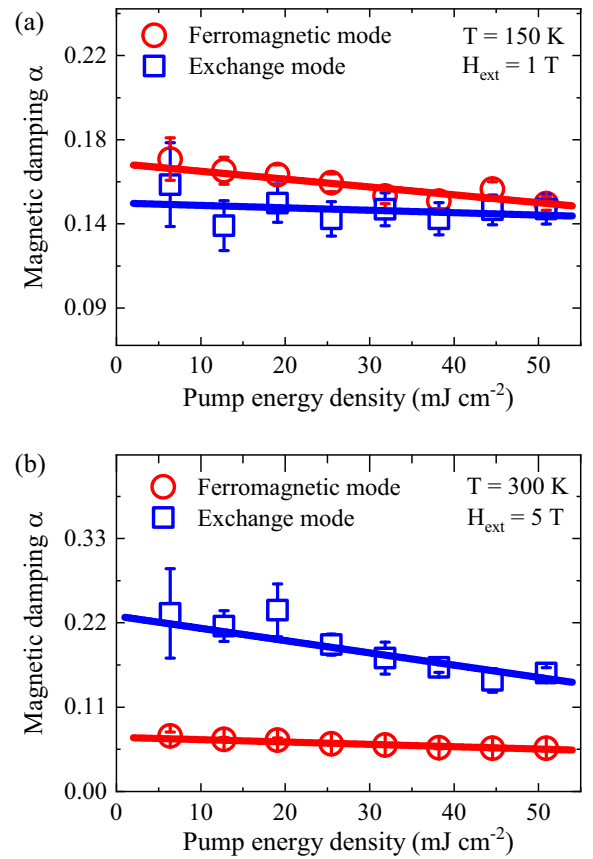 (a)
Ferromagnetic mode
T = 150 K
Exchange mode
H_ext = 1 T
0.22
0.18
0.14
0.09
Magnetic damping α
0 10 20 30 40 50
Pump energy density (mJ cm⁻²)
(b)
Ferromagnetic mode
T = 300 K
Exchange mode
H_ext = 5 T
0.33
0.22
0.11
0.00
Magnetic damping α
0 10 20 30 40 50
Pump energy density (mJ cm⁻²)